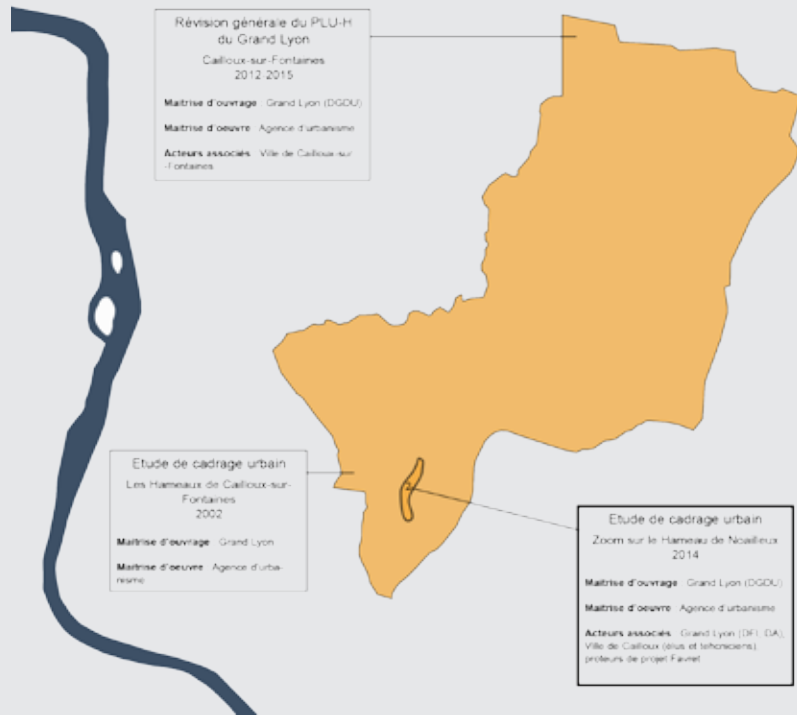 Révision générale du PLU-H
du Grand Lyon
Cailloux-sur-Fontaines
2012-2015
Maitrise d'ouvrage : Grand Lyon (DGDU)
Maitrise d'oeuvre : Agence d'urbanisme
Acteurs associés : Ville de Cailloux-sur
-Fontaines
Etude de cadrage urbain
Les Hameaux de Cailloux-sur-
Fontaines
2002
Maitrise d'ouvrage : Grand Lyon
Maitrise d'oeuvre : Agence d'urba-
nisme
Etude de cadrage urbain
Zoom sur le Hameau de Noailleux
2014
Maitrise d'ouvrage : Grand Lyon (DGDU)
Maitrise d'oeuvre : Agence d'urbanisme
Acteurs associés : Grand Lyon (DFI, DA),
Ville de Cailloux (élus et tehcniciens),
proteurs de projet Favret